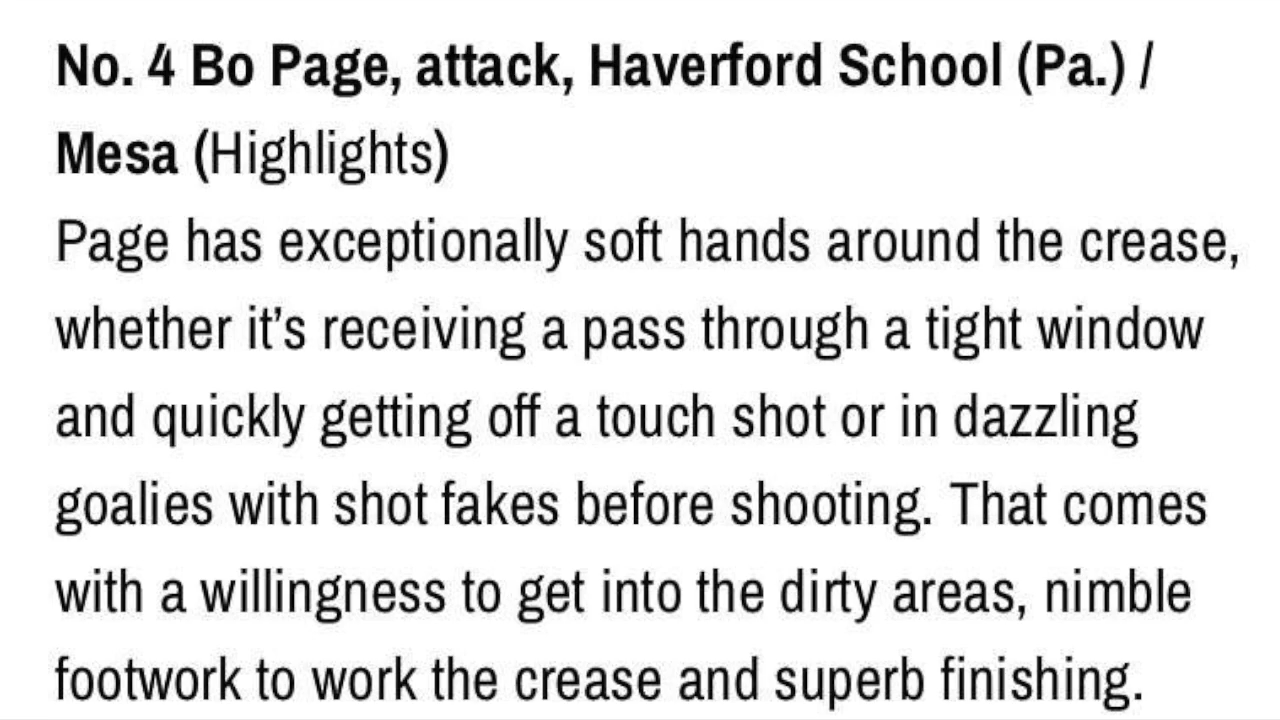 No. 4 Bo Page, attack, Haverford School (Pa.) /
Mesa (Highlights)
Page has exceptionally soft hands around the crease,
whether it’s receiving a pass through a tight window
and quickly getting off a touch shot or in dazzling
goalies with shot fakes before shooting. That comes
with a willingness to get into the dirty areas, nimble
footwork to work the crease and superb finishing.